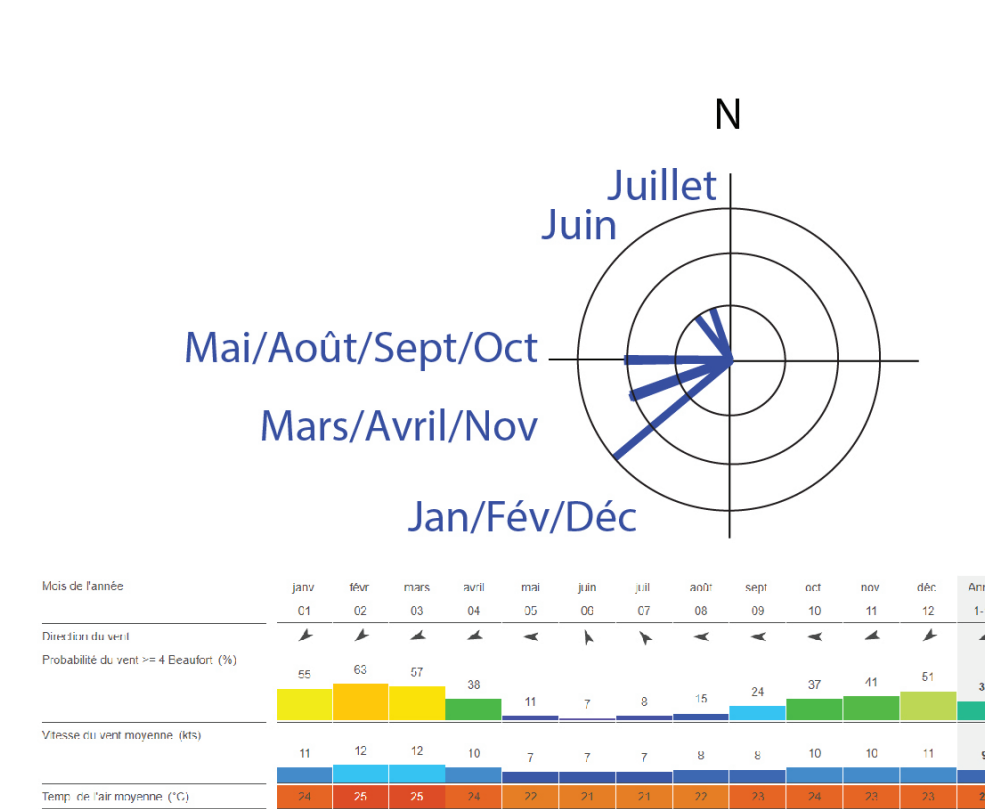 N
Juillet
Juin
Mai/Août/Sept/Oct
Mars/Avril/Nov
Jan/Fév/Déc
Mois de l'année janv févr mars avril mai juin juil août sept oct nov déc
01 02 03 04 05 06 07 08 09 10 11 12
Direction du vent
Probabilité du vent >= 4 Beaufort (%)
55 63 57 38 11 7 8 15 24 37 41 51
Vitesse du vent moyenne (kts)
11 12 12 10 7 7 7 8 8 10 10 11
Temp. de l'air moyenne (°C) 24 25 25 24 22 21 21 22 23 24 23 23